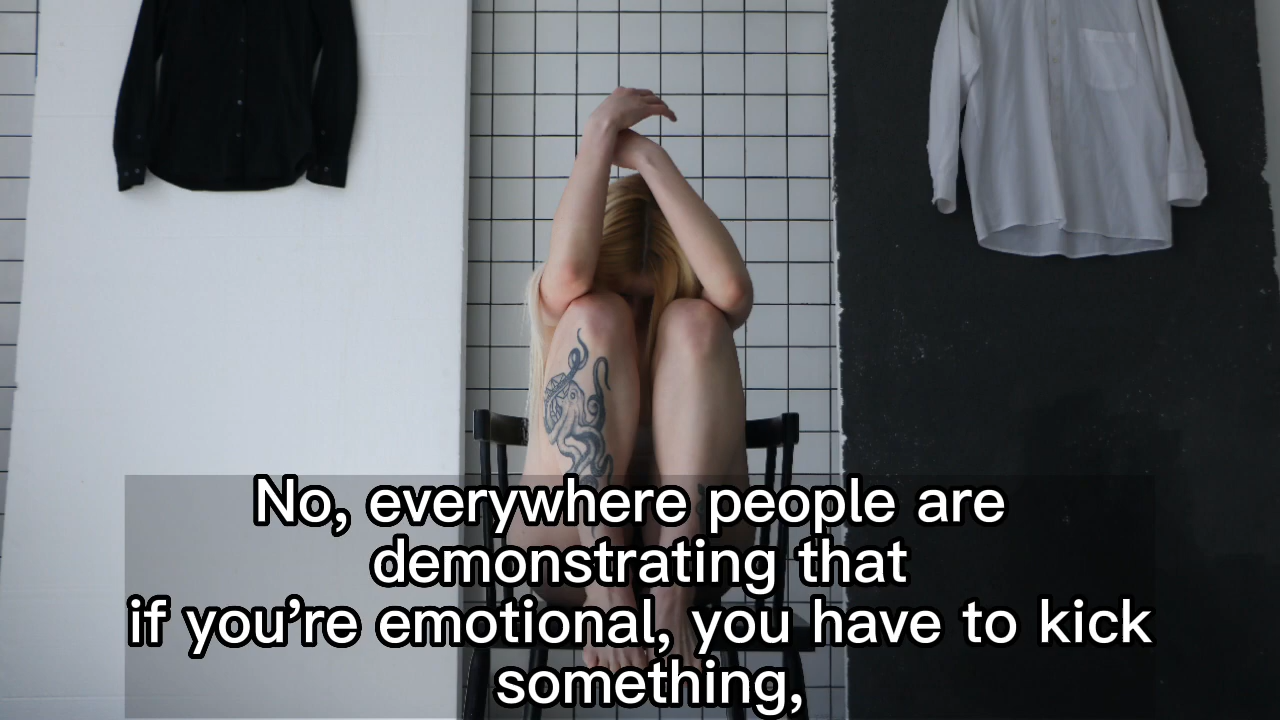 No, everywhere people are
demonstrating that
if you’re emotional, you have to kick
something,